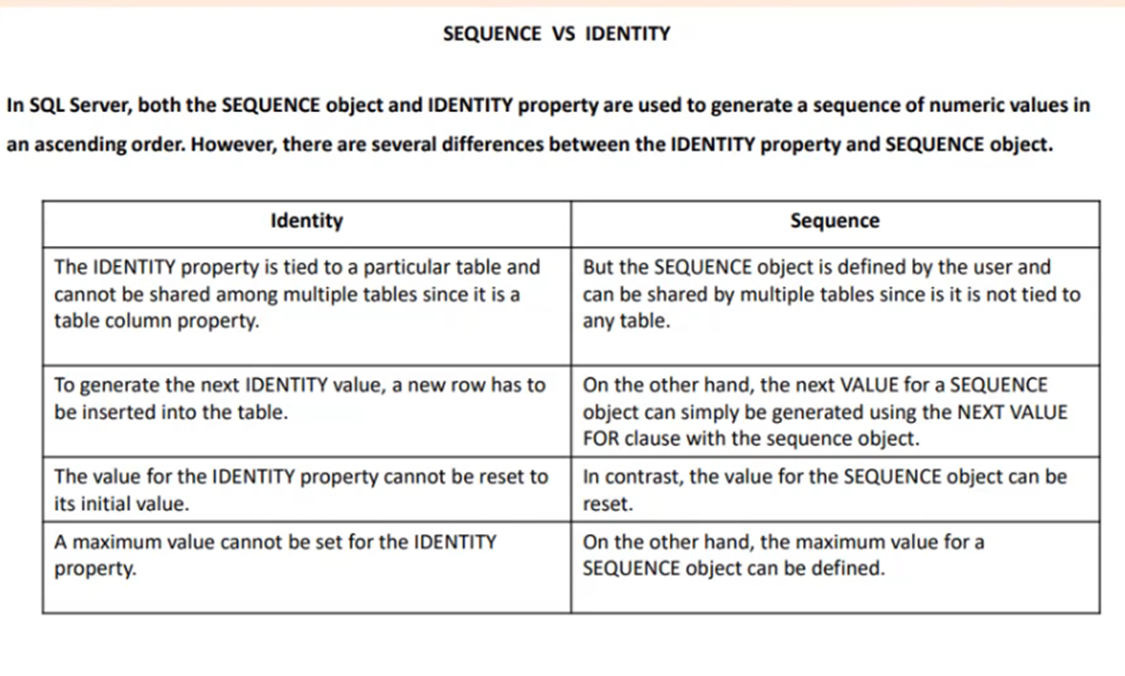 SEQUENCE VS IDENTITY
In SQL Server, both the SEQUENCE object and IDENTITY property are used to generate a sequence of numeric values in
an ascending order. However, there are several differences between the IDENTITY property and SEQUENCE object.
Identity
Sequence
The IDENTITY property is tied to a particular table and
cannot be shared among multiple tables since it is a
table column property.
But the SEQUENCE object is defined by the user and
can be shared by multiple tables since is it is not tied to
any table.
To generate the next IDENTITY value, a new row has to
be inserted into the table.
On the other hand, the next VALUE for a SEQUENCE
object can simply be generated using the NEXT VALUE
FOR clause with the sequence object.
The value for the IDENTITY property cannot be reset to
its initial value.
In contrast, the value for the SEQUENCE object can be
reset.
A maximum value cannot be set for the IDENTITY
property.
On the other hand, the maximum value for a
SEQUENCE object can be defined.